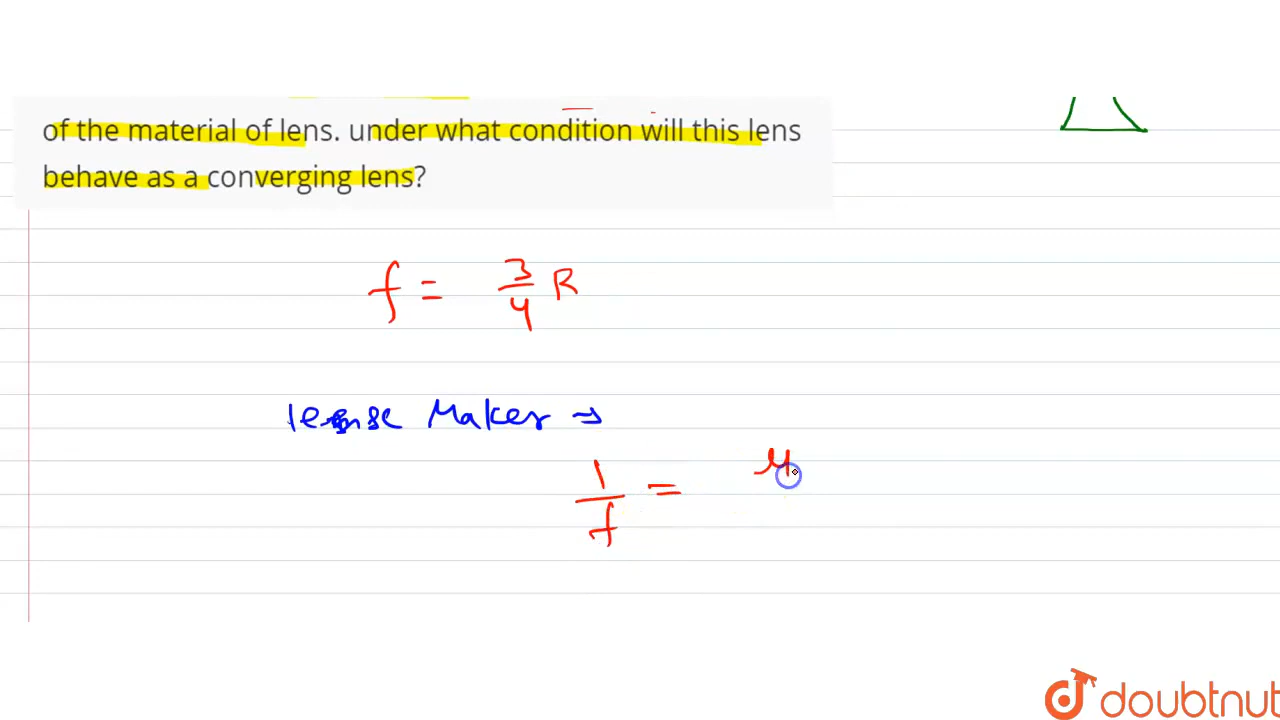 of the material of lens. under what condition will this lens
behave as a converging lens?
f = 3/4 R
Maker ⇒
1/f = μ
doubtnut